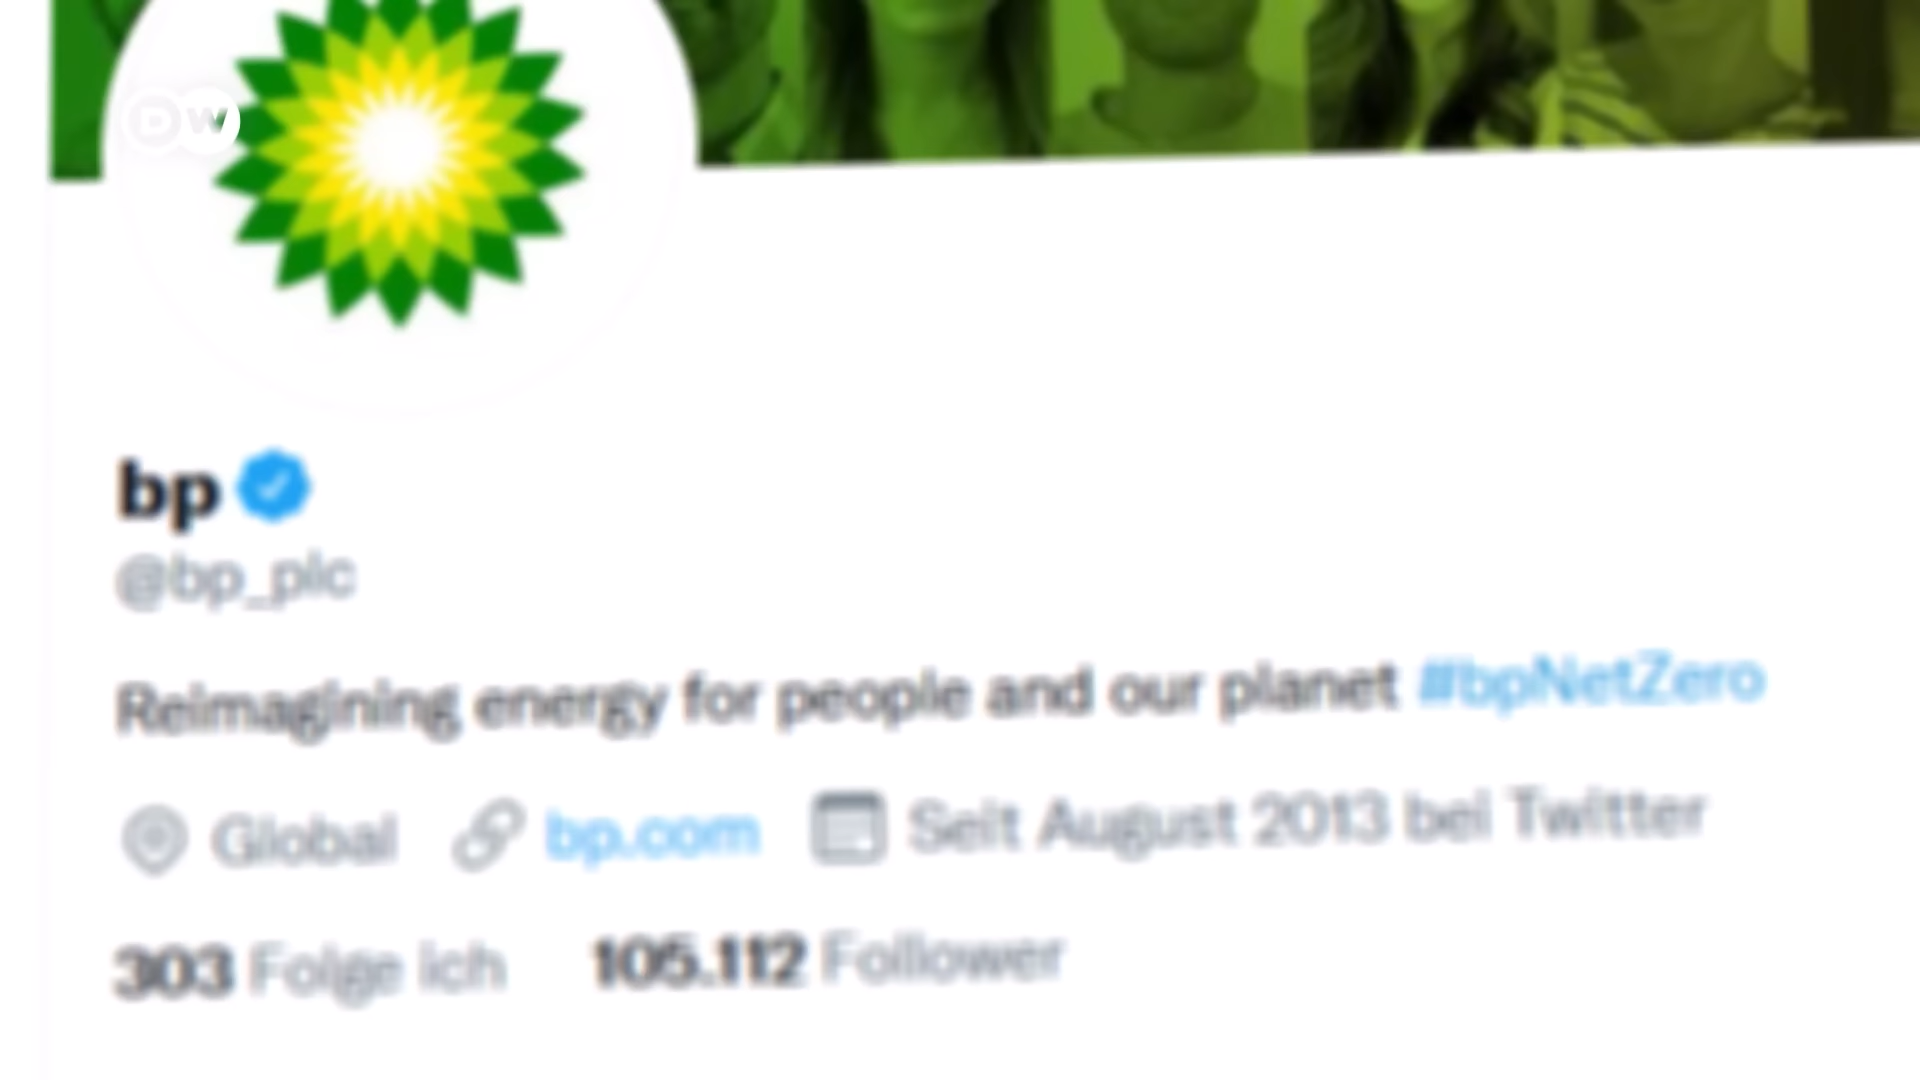 DW
bp
@bp_plc
Reimagining energy for people and our planet #bpNetZero
Global bp.com Seit August 2013 bei Twitter
303 Folge ich 105.112 Follower